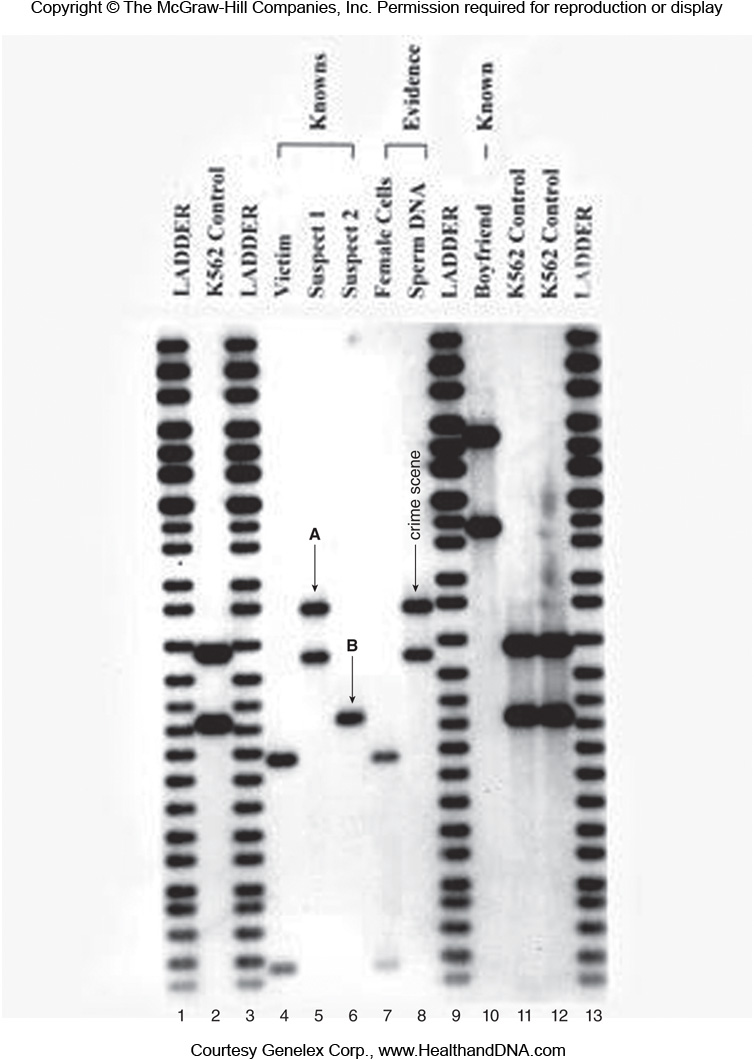 Copyright © The McGraw-Hill Companies, Inc. Permission required for reproduction or display
Knowns
Evidence
Known
LADDER
K562 Control
LADDER
Victim
Suspect 1
Suspect 2
Female Cells
Sperm DNA
LADDER
Boyfriend
K562 Control
K562 Control
LADDER
A
crime scene
B
1 2 3 4 5 6 7 8 9 10 11 12 13
Courtesy Genelex Corp., www.HealthandDNA.com